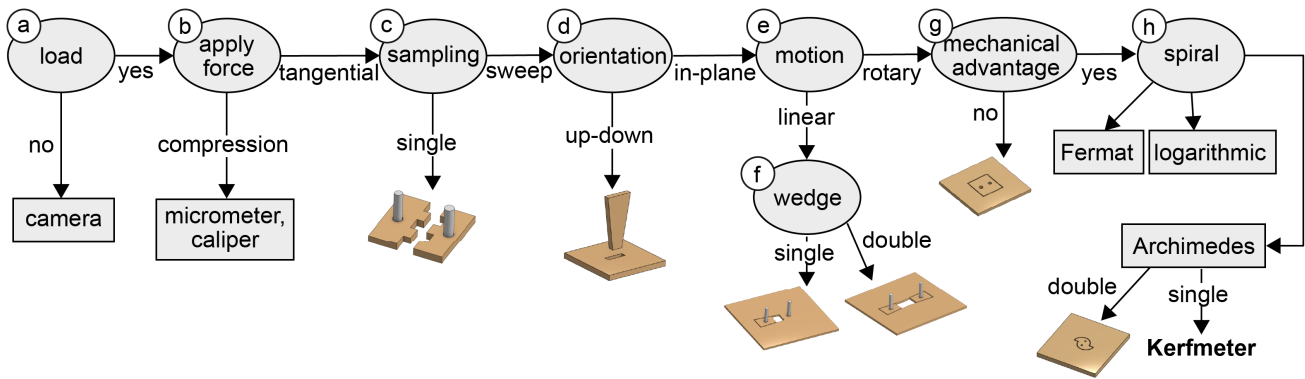 a
load
yes
no
camera
b
apply
force
tangential
compression
micrometer,
caliper
c
sampling
sweep
single
d
orientation
in-plane
up-down
e
motion
rotary
linear
f
wedge
single
double
g
mechanical
advantage
yes
no
h
spiral
Fermat
logarithmic
Archimedes
double
single
Kerfmeter